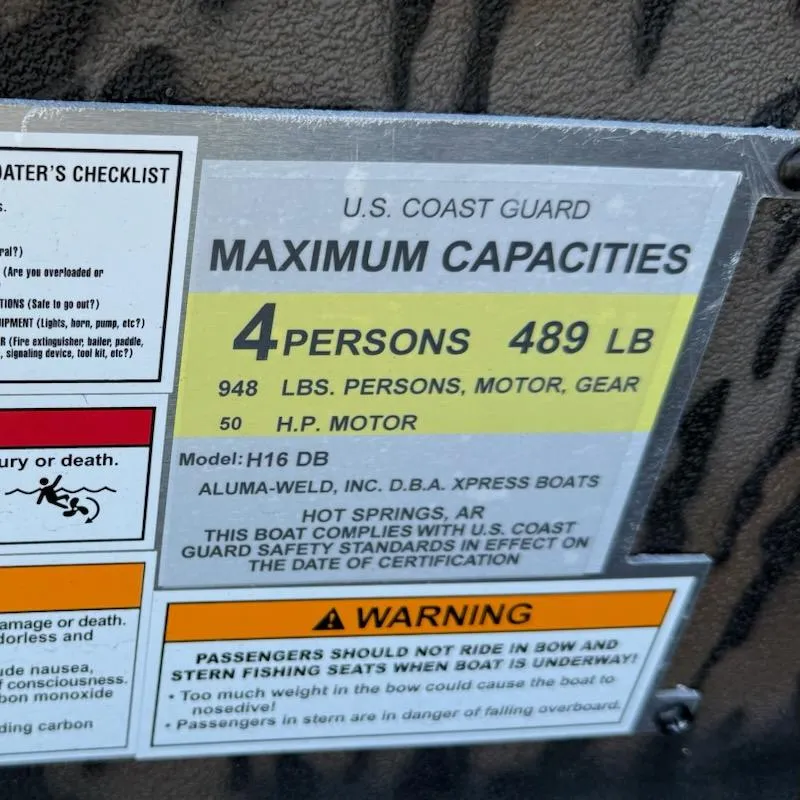 ATER'S CHECKLIST
s.
ral?)
(Are you overloaded or
TIONS (Safe to go out?)
IPMENT (Lights, horn, pump, etc?)
R (Fire extinguisher, bailer, paddle,
, signaling device, tool kit, etc?)
ury or death.
amage or death.
dorless and
ude nausea,
f consciousness.
bon monoxide
ding carbon
U.S. COAST GUARD
MAXIMUM CAPACITIES
4 PERSONS 489 LB
948 LBS. PERSONS, MOTOR, GEAR
50 H.P. MOTOR
Model: H16 DB
ALUMA-WELD, INC. D.B.A. XPRESS BOATS
HOT SPRINGS, AR
THIS BOAT COMPLIES WITH U.S. COAST
GUARD SAFETY STANDARDS IN EFFECT ON
THE DATE OF CERTIFICATION
WARNING
PASSENGERS SHOULD NOT RIDE IN BOW AND
STERN FISHING SEATS WHEN BOAT IS UNDERWAY!
• Too much weight in the bow could cause the boat to
nosedive!
• Passengers in stern are in danger of falling overboard.